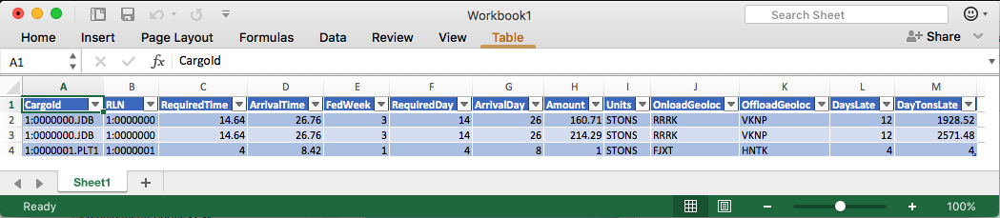 Workbook1
Search Sheet
Home Insert Page Layout Formulas Data Review View Table Share
A1 fx CargoId
A B C D E F G H I J K L M
1 CargoId RLN RequiredTime ArrivalTime FedWeek RequiredDay ArrivalDay Amount Units OnloadGeoloc OffloadGeoloc DaysLate DayTonsLate
2 1:0000000.JDB 1:0000000 14.64 26.76 3 14 26 160.71 STONS RRRK VKNP 12 1928.52
3 1:0000000.JDB 1:0000000 14.64 26.76 3 14 26 214.29 STONS RRRK VKNP 12 2571.48
4 1:0000001.PLT1 1:0000001 4 8.42 1 4 8 1 STONS FJXT HNTK 4 4
Sheet1 +
Ready − + 100%